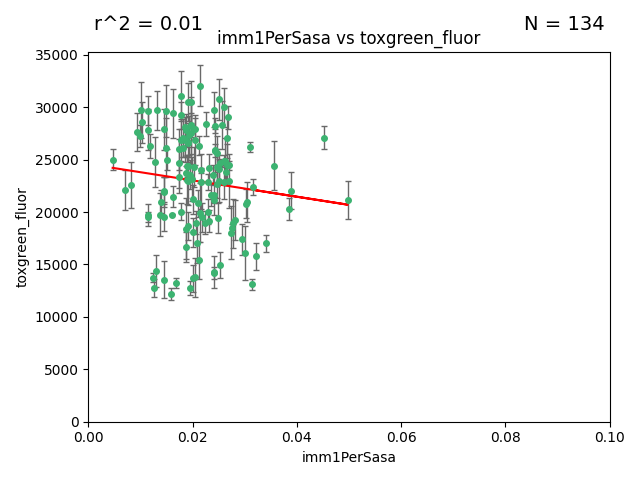 r^2 = 0.01
N = 134
imm1PerSasa vs toxgreen_fluor
35000
30000
25000
20000
15000
10000
5000
0
toxgreen_fluor
0.00
0.02
0.04
0.06
0.08
0.10
imm1PerSasa